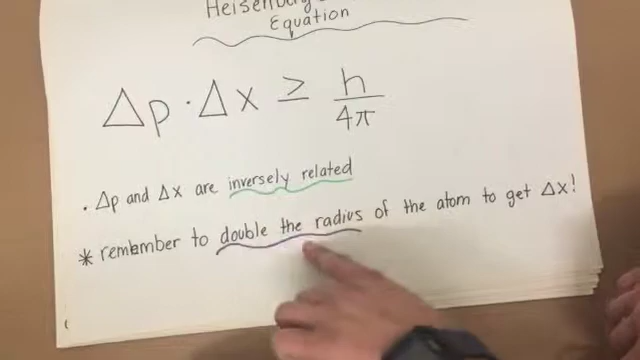 Equation
Δp · Δx ≥ h/4π
· Δp and Δx are inversely related
* remember to double the radius of the atom to get Δx!